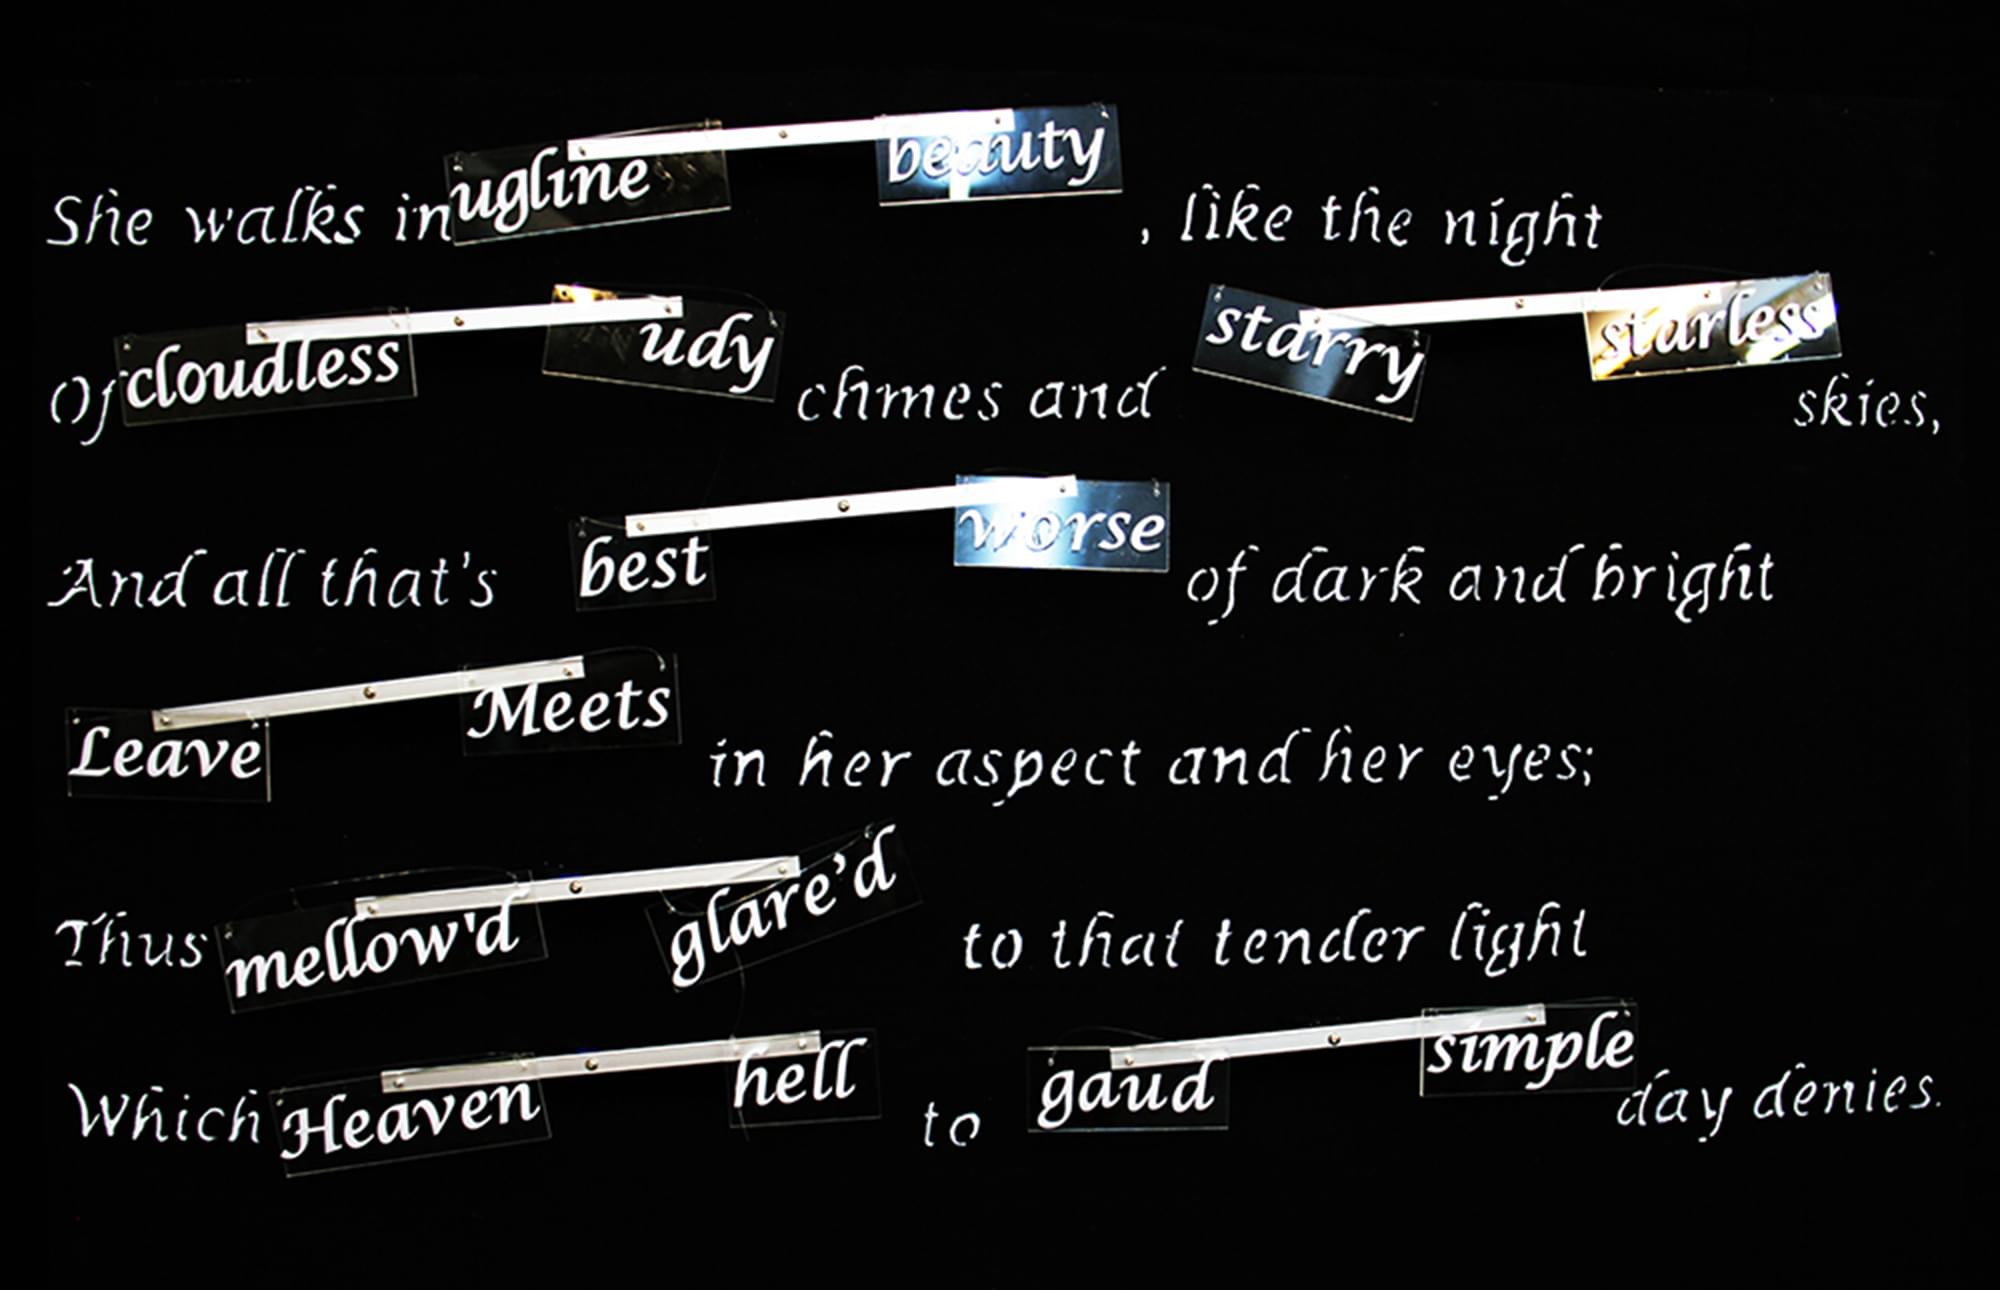 She walks in ugline beauty, like the night
Of cloudless udy chmes and starry starless skies,
And all that's best worse of dark and bright
Leave Meets in her aspect and her eyes;
Thus mellow'd glare'd to that tender light
Which Heaven hell to gaud simple day denies.